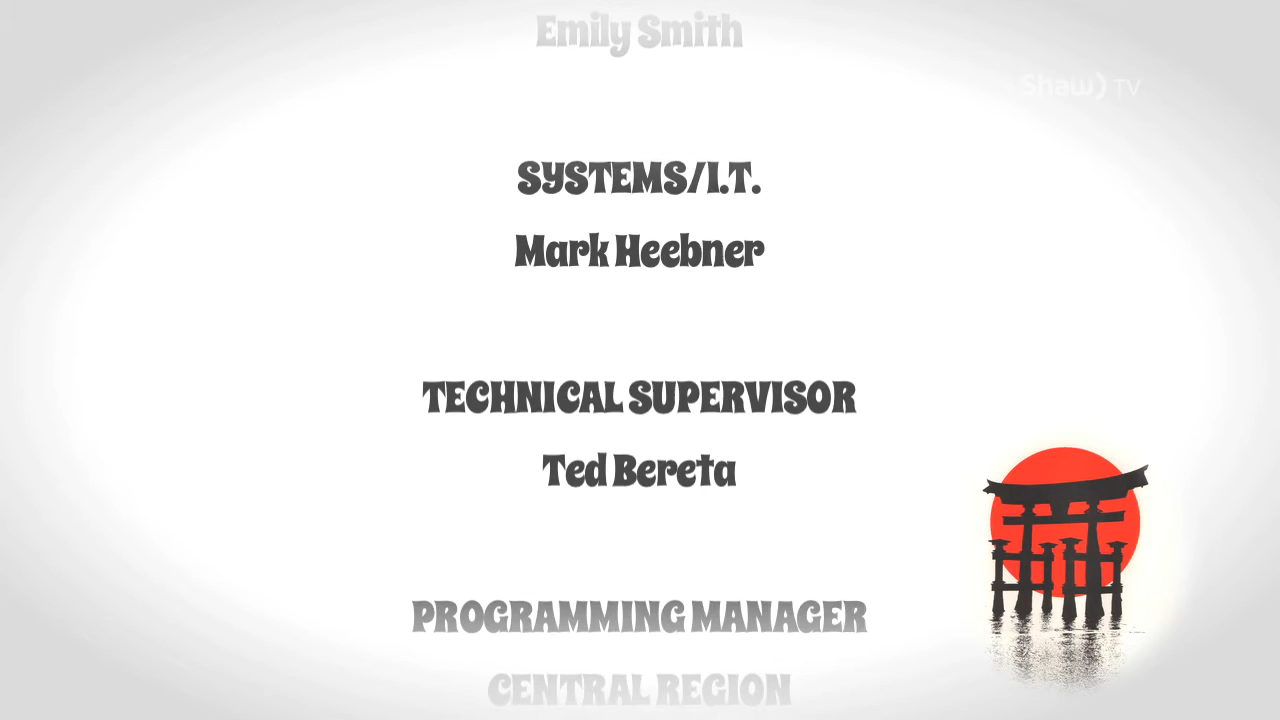 Emily Smith
Shaw) TV
SYSTEMS/I.T.
Mark Heebner
TECHNICAL SUPERVISOR
Ted Bereta
PROGRAMMING MANAGER
CENTRAL REGION